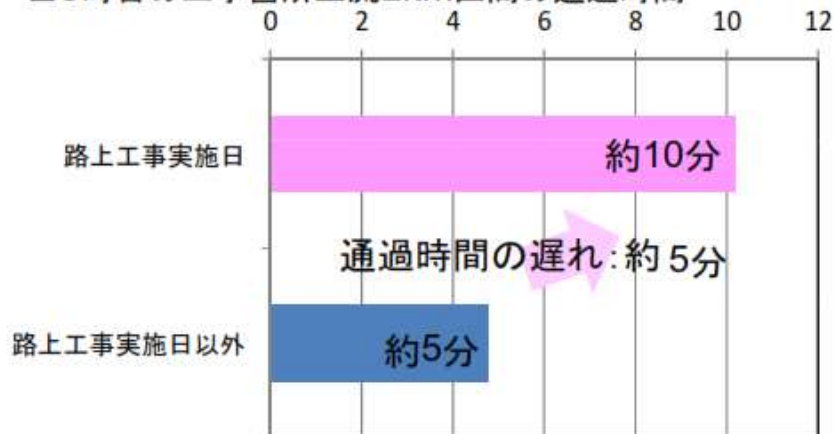 0 2 4 6 8 10 12
路上工事実施日
約10分
通過時間の遅れ:約5分
路上工事実施日以外
約5分